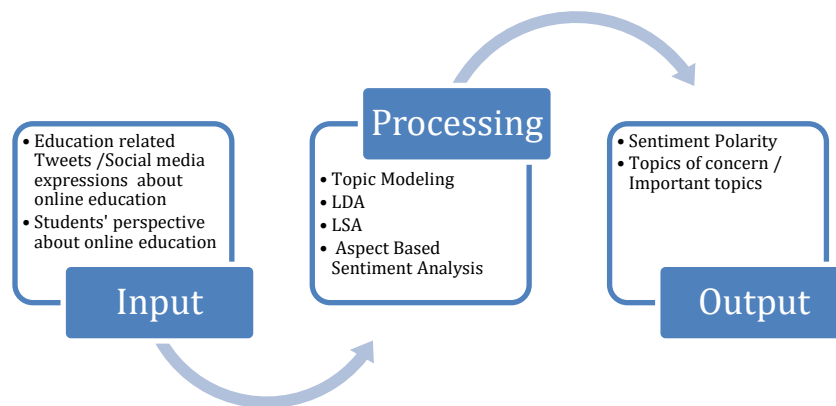 • Education related
Tweets /Social media
expressions about
online education
• Students' perspective
about online education
Input
Processing
• Topic Modeling
• LDA
• LSA
• Aspect Based
Sentiment Analysis
• Sentiment Polarity
• Topics of concern /
Important topics
Output